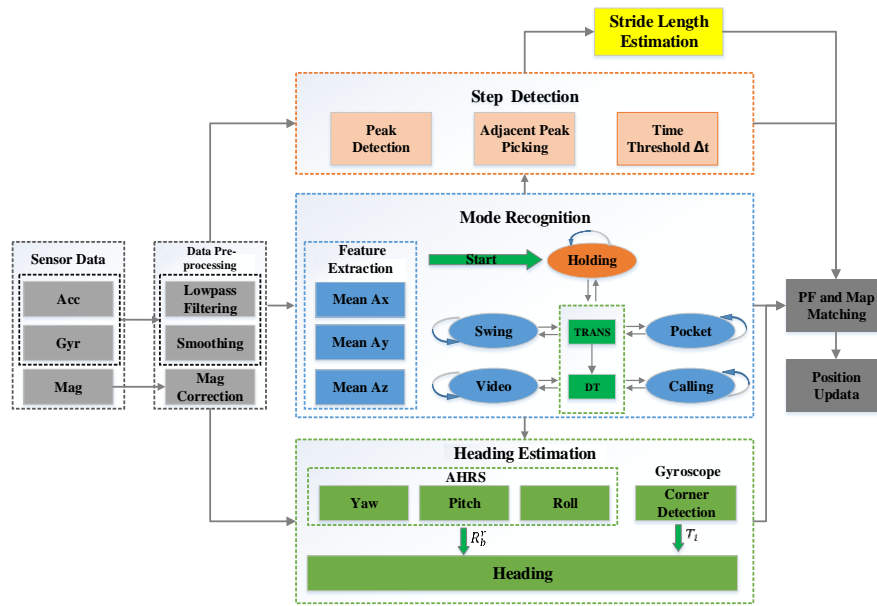 Stride Length
Estimation
Step Detection
Peak
Detection
Adjacent Peak
Picking
Time
Threshold Δt
Mode Recognition
Sensor Data
Acc
Gyr
Mag
Data Pre-
processing
Lowpass
Filtering
Smoothing
Mag
Correction
Feature
Extraction
Mean Ax
Mean Ay
Mean Az
Start
Holding
Swing
TRANS
Pocket
Video
DT
Calling
PF and Map
Matching
Position
Updata
Heading Estimation
AHRS
Yaw
Pitch
Roll
Gyroscope
Corner
Detection
R_b^r
T_i
Heading